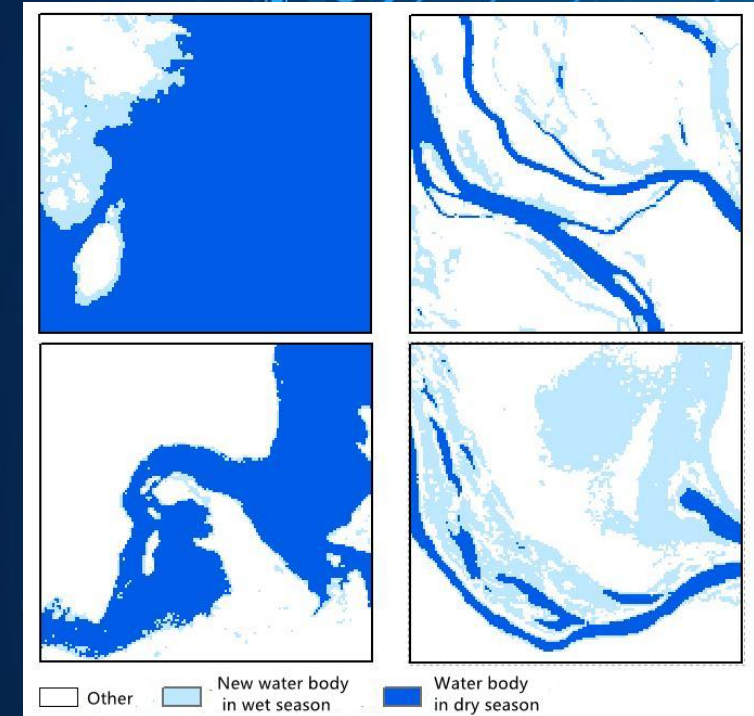 Other
New water body
in wet season
Water body
in dry season